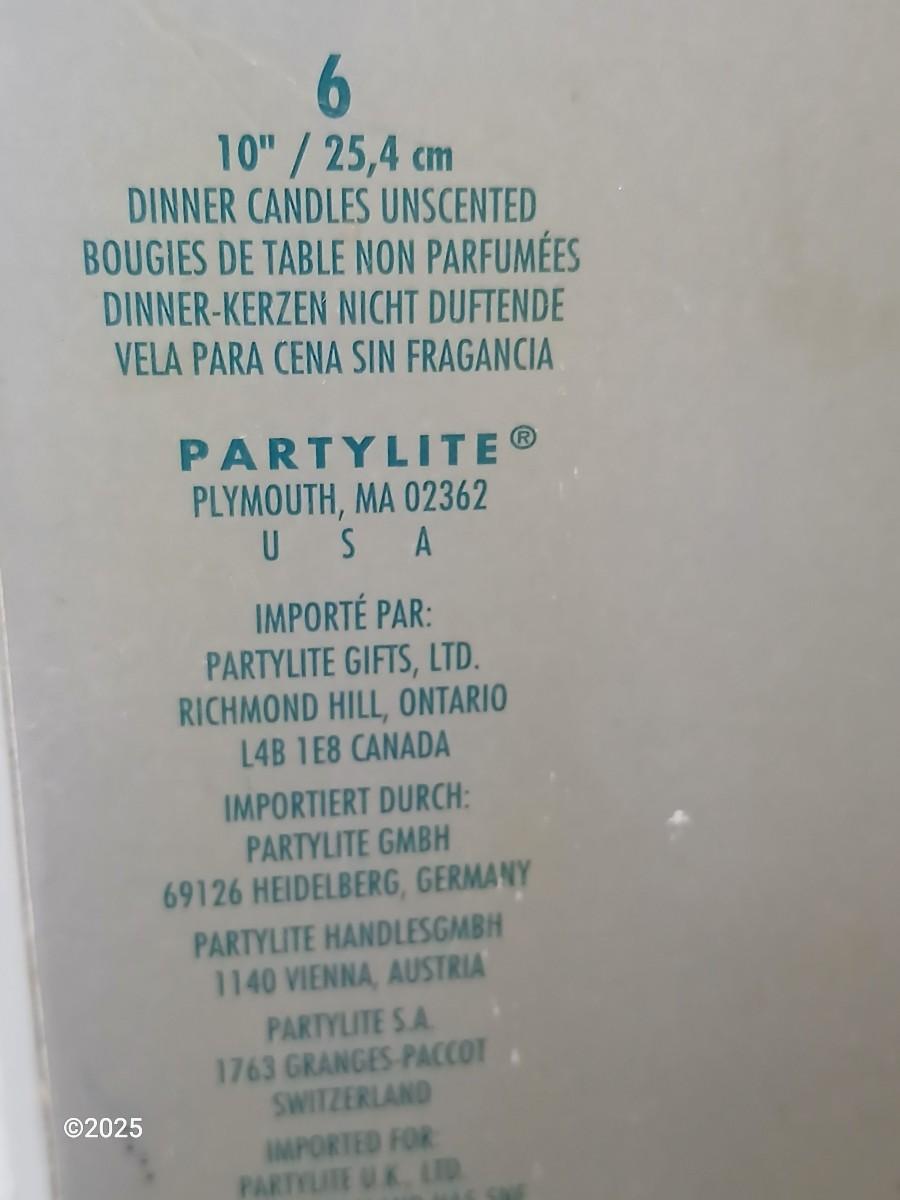 6
10" / 25,4 cm
DINNER CANDLES UNSCENTED
BOUGIES DE TABLE NON PARFUMÉES
DINNER-KERZEN NICHT DUFTENDE
VELA PARA CENA SIN FRAGANCIA
PARTYLITE®
PLYMOUTH, MA 02362
U S A
IMPORTÉ PAR:
PARTYLITE GIFTS, LTD.
RICHMOND HILL, ONTARIO
L4B 1E8 CANADA
IMPORTIERT DURCH:
PARTYLITE GMBH
69126 HEIDELBERG, GERMANY
PARTYLITE HANDLESGMBH
1140 VIENNA, AUSTRIA
PARTYLITE S.A.
1763 GRANGES-PACCOT
SWITZERLAND
IMPORTED FOR:
PARTYLITE U.K., LTD.
©2025